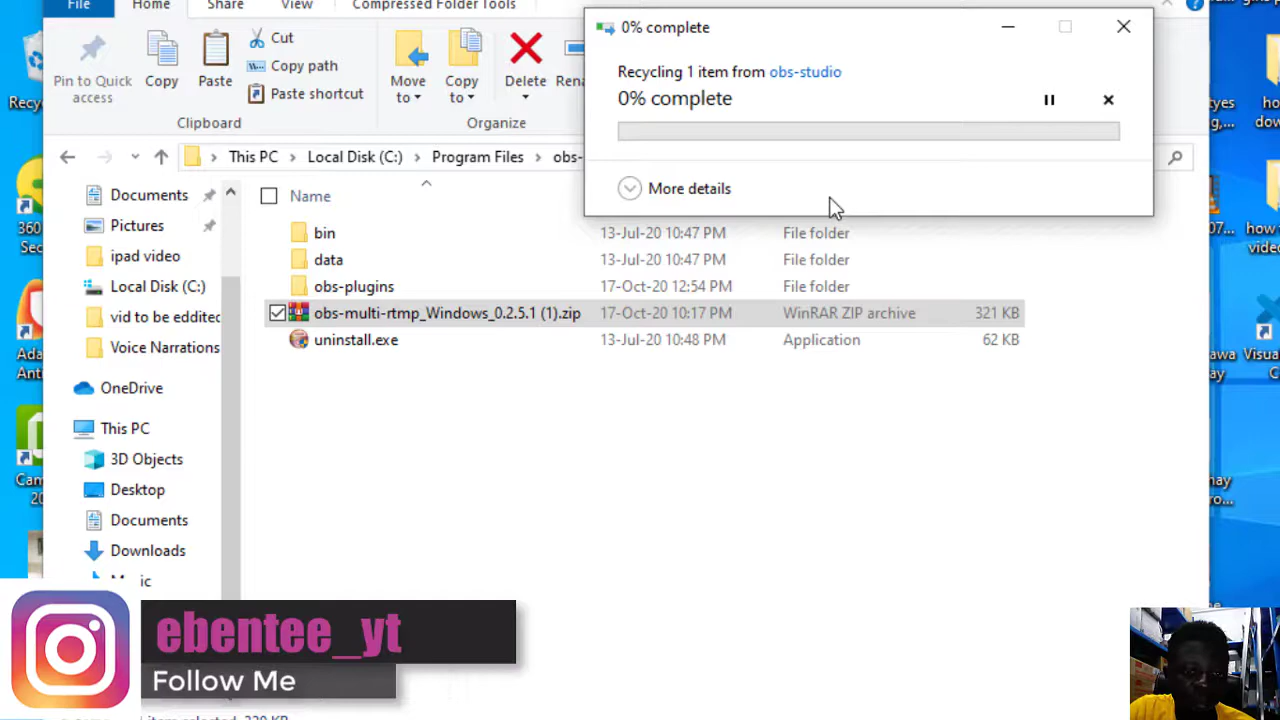 File
Home
Share
View
Compressed Folder Tools
Pin to Quick access
Copy
Paste
Cut
Copy path
Paste shortcut
Clipboard
Move to
Copy to
Delete
Organize
0% complete
Recycling 1 item from obs-studio
0% complete
More details
This PC
Local Disk (C:)
Program Files
Documents
Pictures
ipad video
Local Disk (C:)
vid to be eddited
Voice Narrations
OneDrive
This PC
3D Objects
Desktop
Documents
Downloads
Name
bin 13-Jul-20 10:47 PM File folder
data 13-Jul-20 10:47 PM File folder
obs-plugins 17-Oct-20 12:54 PM File folder
obs-multi-rtmp_Windows_0.2.5.1 (1).zip 17-Oct-20 10:17 PM WinRAR ZIP archive 321 KB
uninstall.exe 13-Jul-20 10:48 PM Application 62 KB
ebentee_yt
Follow Me